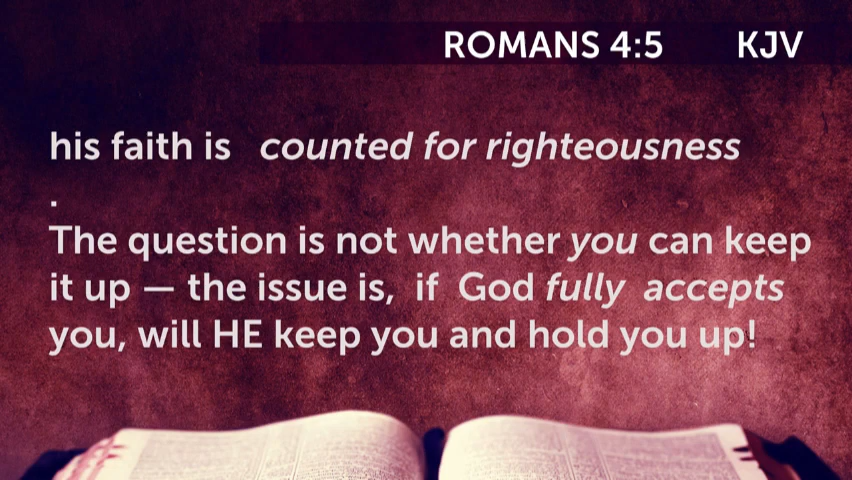 ROMANS 4:5 KJV
his faith is counted for righteousness
.
The question is not whether you can keep
it up — the issue is, if God fully accepts
you, will HE keep you and hold you up!